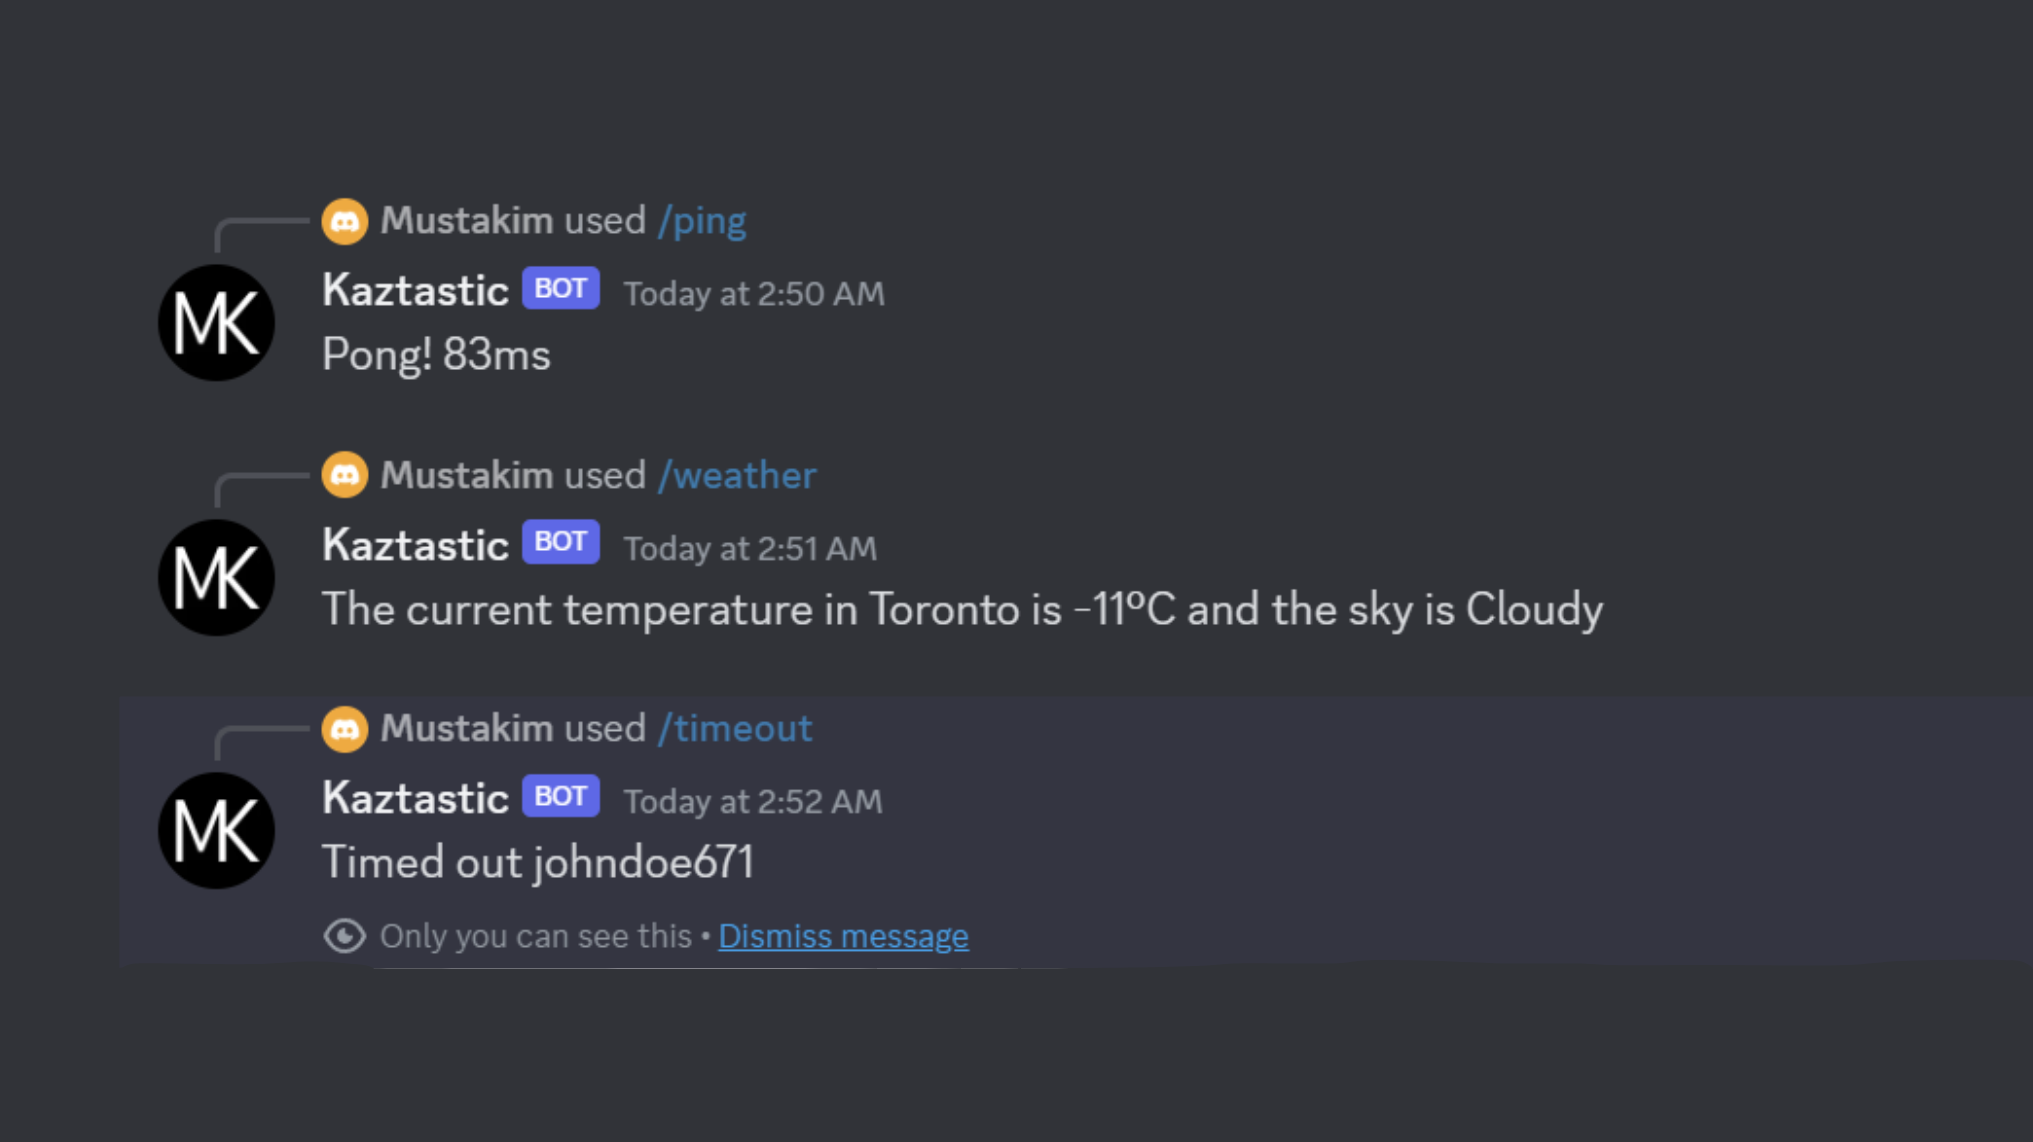 Mustakim used /ping
MK
Kaztastic BOT Today at 2:50 AM
Pong! 83ms
Mustakim used /weather
MK
Kaztastic BOT Today at 2:51 AM
The current temperature in Toronto is -11ºC and the sky is Cloudy
Mustakim used /timeout
MK
Kaztastic BOT Today at 2:52 AM
Timed out johndoe671
Only you can see this • Dismiss message